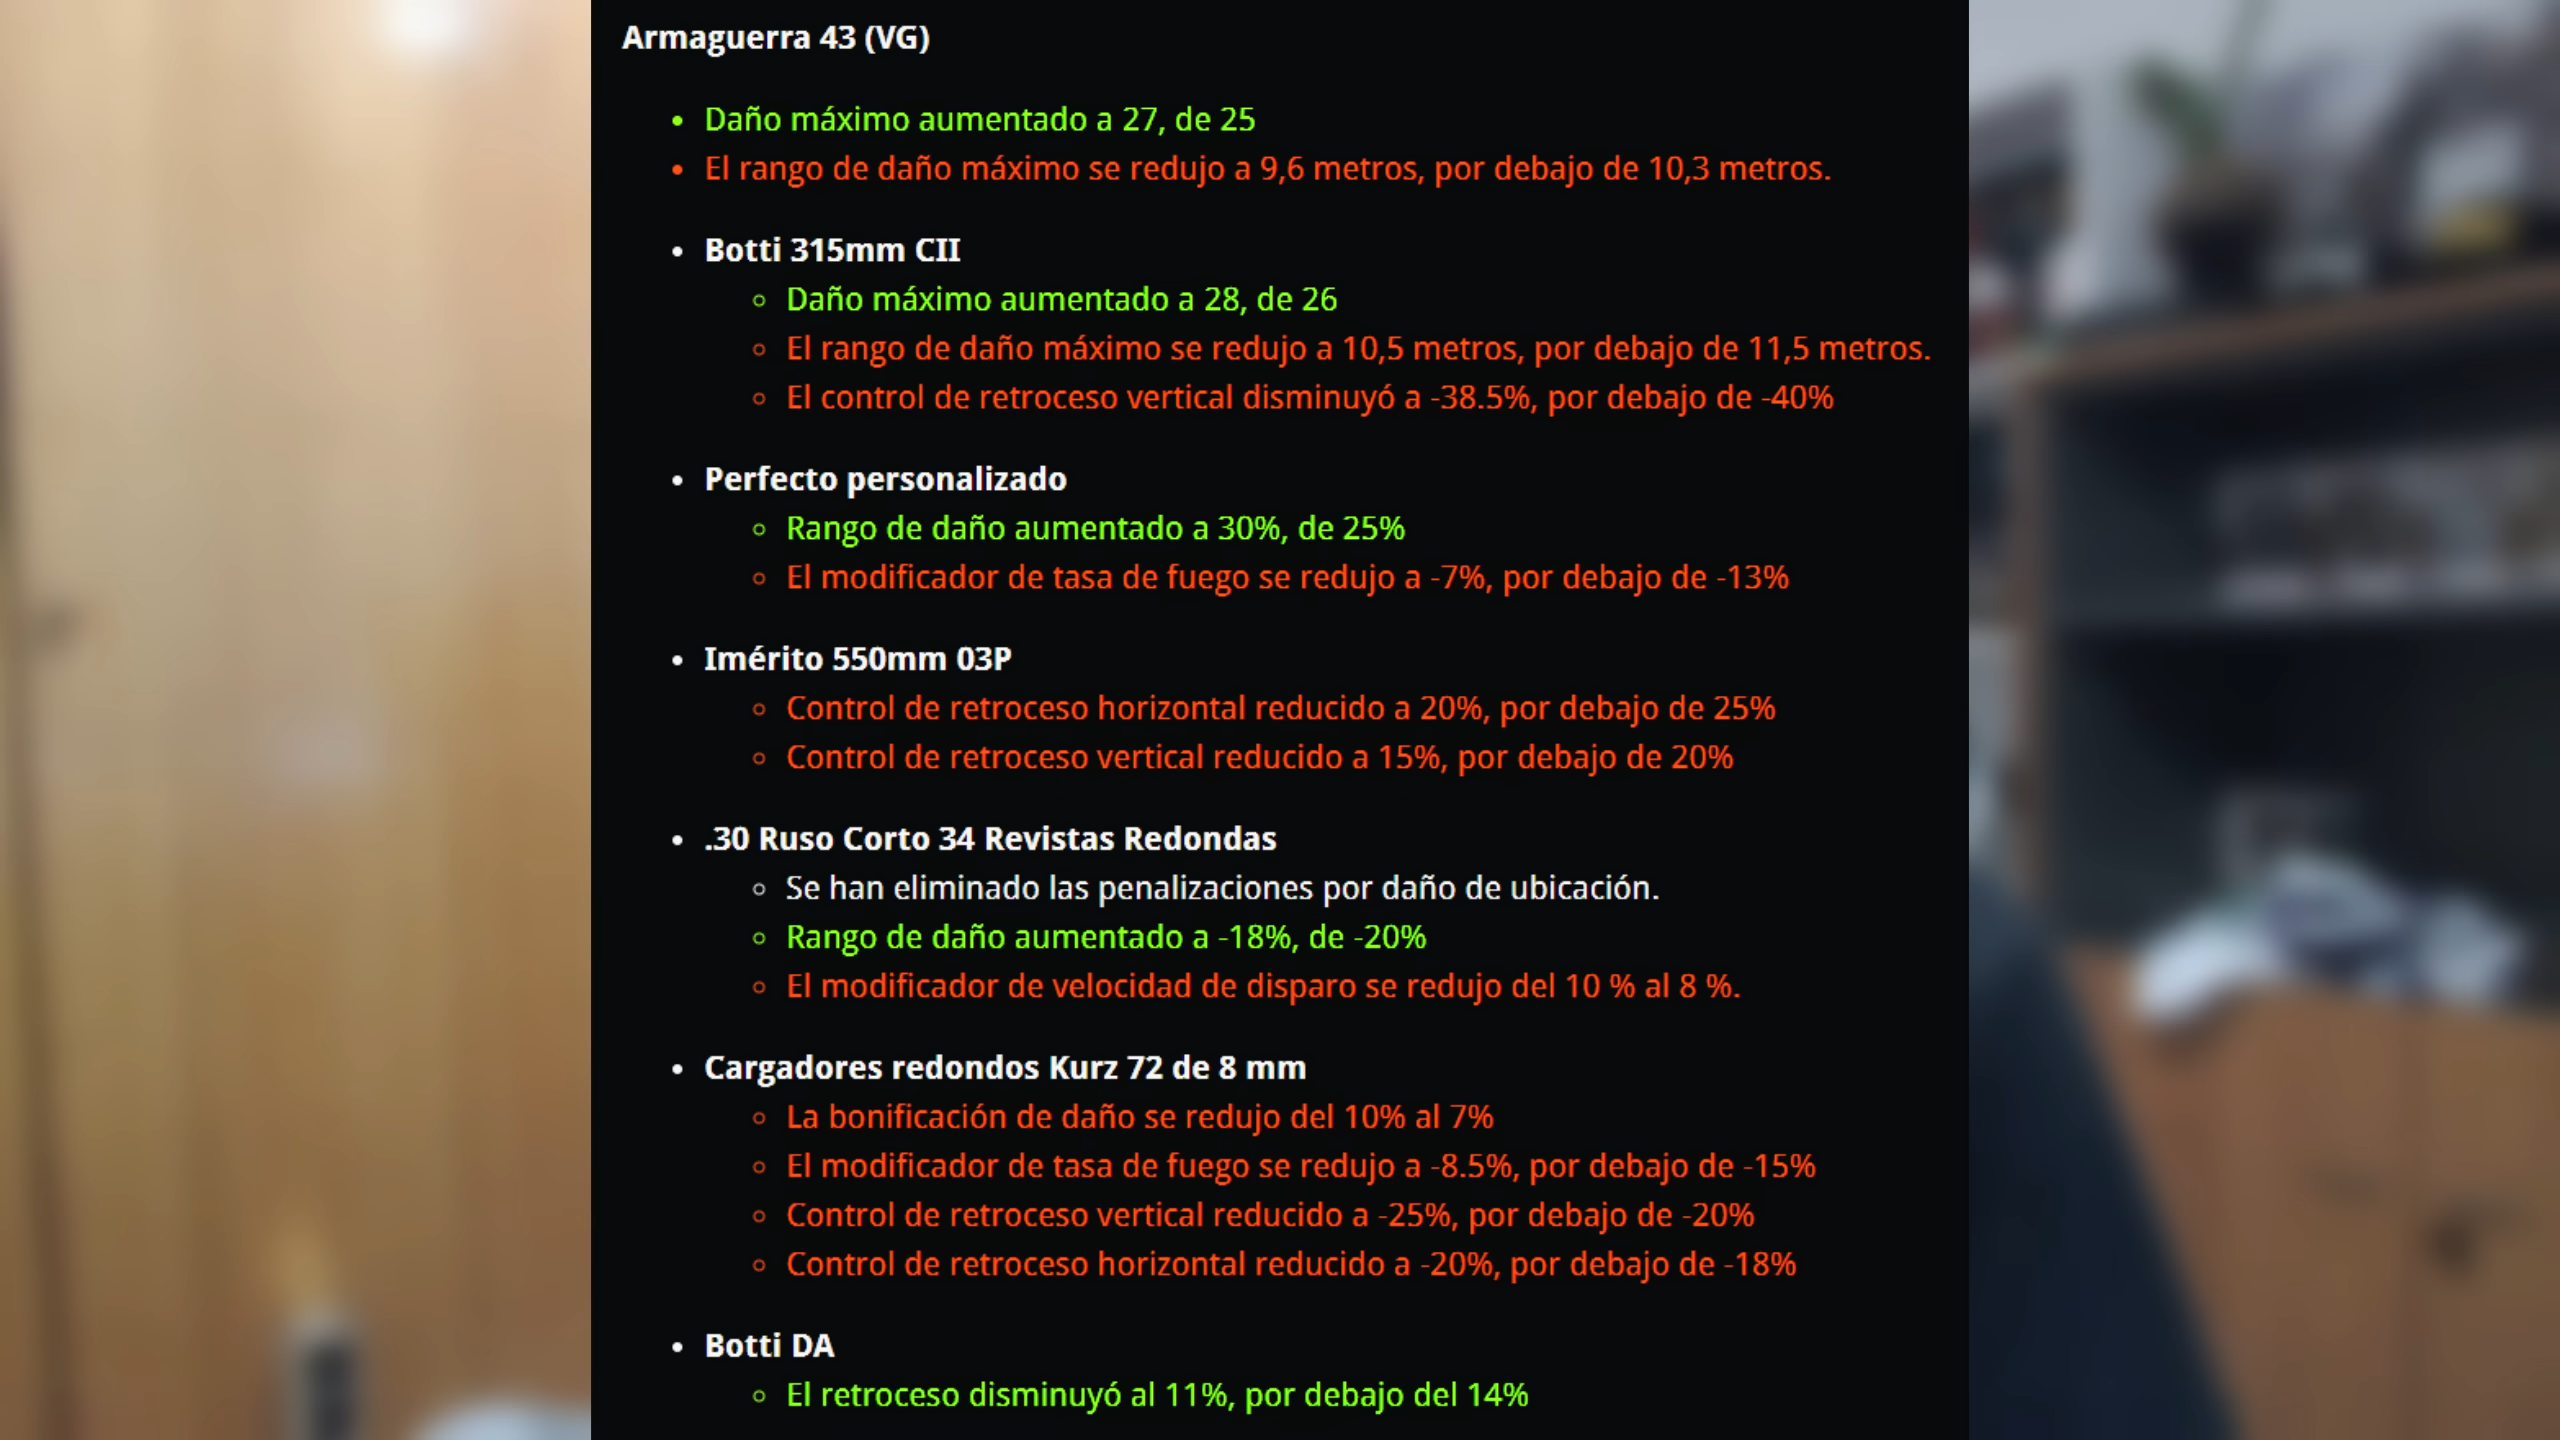 Armaguerra 43 (VG)
Daño máximo aumentado a 27, de 25
El rango de daño máximo se redujo a 9,6 metros, por debajo de 10,3 metros.
Botti 315mm CII
Daño máximo aumentado a 28, de 26
El rango de daño máximo se redujo a 10,5 metros, por debajo de 11,5 metros.
El control de retroceso vertical disminuyó a -38.5%, por debajo de -40%
Perfecto personalizado
Rango de daño aumentado a 30%, de 25%
El modificador de tasa de fuego se redujo a -7%, por debajo de -13%
Imérito 550mm 03P
Control de retroceso horizontal reducido a 20%, por debajo de 25%
Control de retroceso vertical reducido a 15%, por debajo de 20%
.30 Ruso Corto 34 Revistas Redondas
Se han eliminado las penalizaciones por daño de ubicación.
Rango de daño aumentado a -18%, de -20%
El modificador de velocidad de disparo se redujo del 10 % al 8 %.
Cargadores redondos Kurz 72 de 8 mm
La bonificación de daño se redujo del 10% al 7%
El modificador de tasa de fuego se redujo a -8.5%, por debajo de -15%
Control de retroceso vertical reducido a -25%, por debajo de -20%
Control de retroceso horizontal reducido a -20%, por debajo de -18%
Botti DA
El retroceso disminuyó al 11%, por debajo del 14%